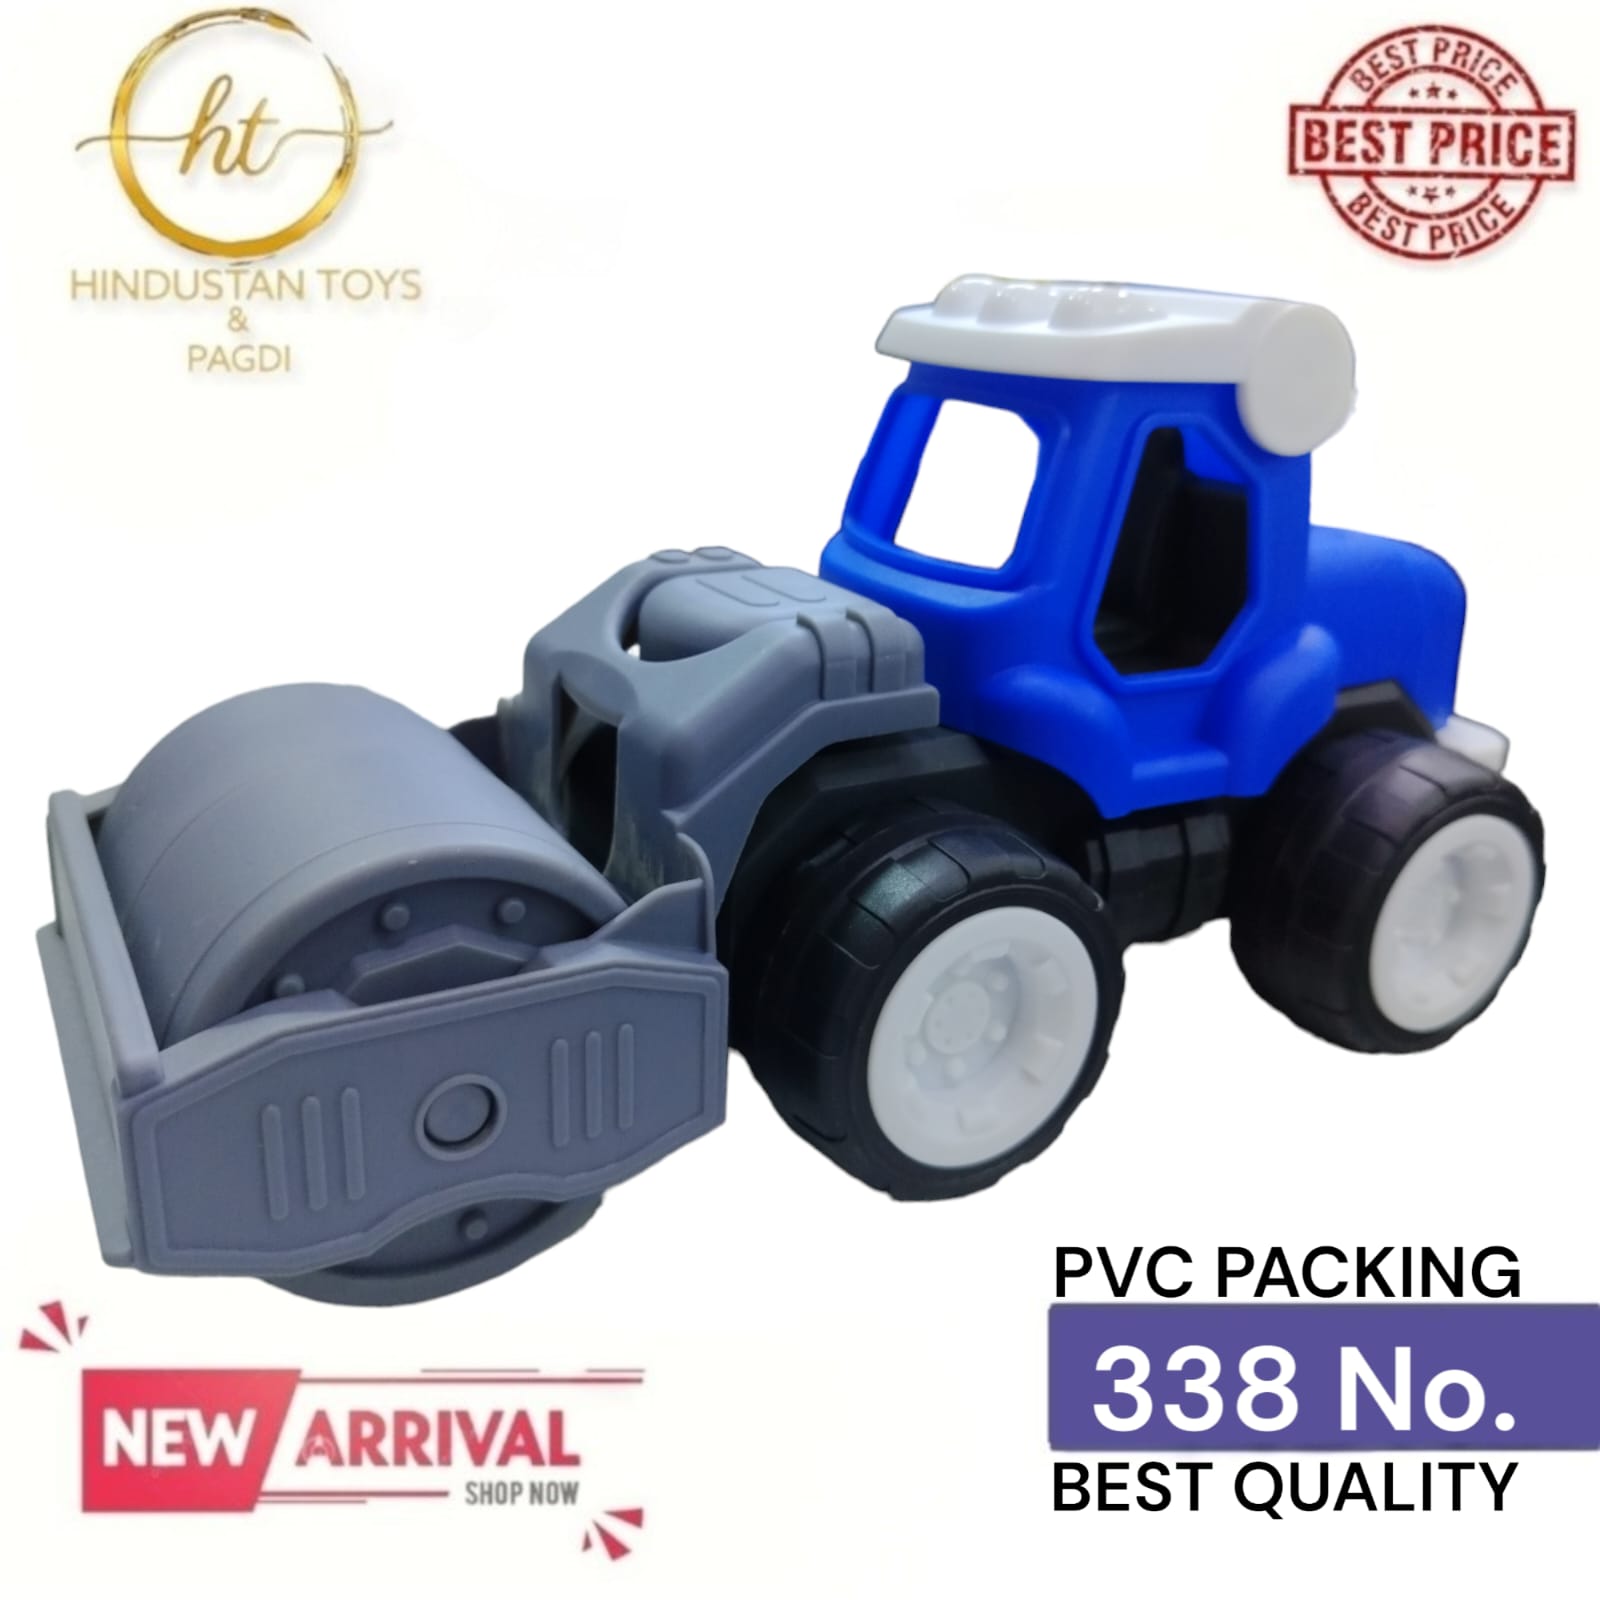 ht
HINDUSTAN TOYS
&
PAGDI
BEST PRICE
BEST PRICE
BEST PRICE
PVC PACKING
338 No.
BEST QUALITY
NEW ARRIVAL
SHOP NOW